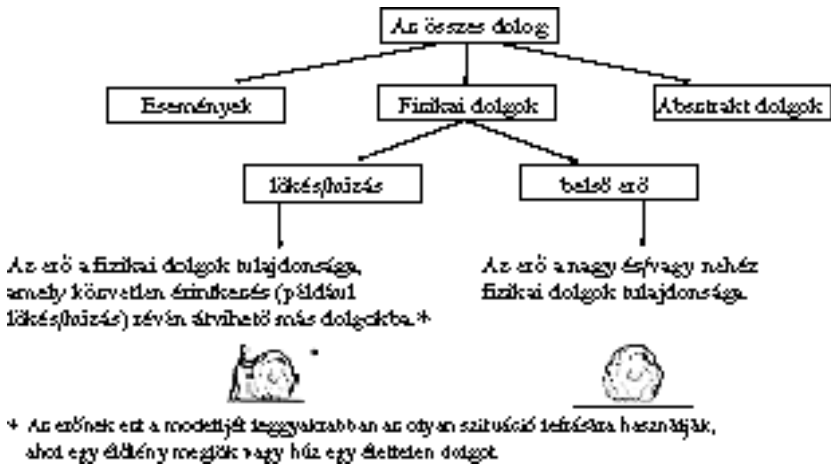 Az összes dolog
Események
Fizikai dolgok
Absztrakt dolgok
lökés/húzás
belső erő
Az erő a fizikai dolgok tulajdonsága,
amely közvetlen érintkezés (például
lökés/húzás) révén átvihető más dolgokba.*
Az erő a nagy és/vagy nehéz
fizikai dolgok tulajdonsága.
*
* Az erőnek ezt a modelljét leggyakrabban az olyan szituáció leírására használják,
ahol egy élőlény meglök vagy húz egy élettelen dolgot.